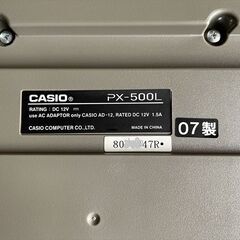 CASIO® PX-500L
RATING : DC 12V ⎓
use AC ADAPTOR only CASIO AD-12, RATED DC 12V 1.5A
CASIO COMPUTER CO.,LTD. MADE IN CHINA
07製